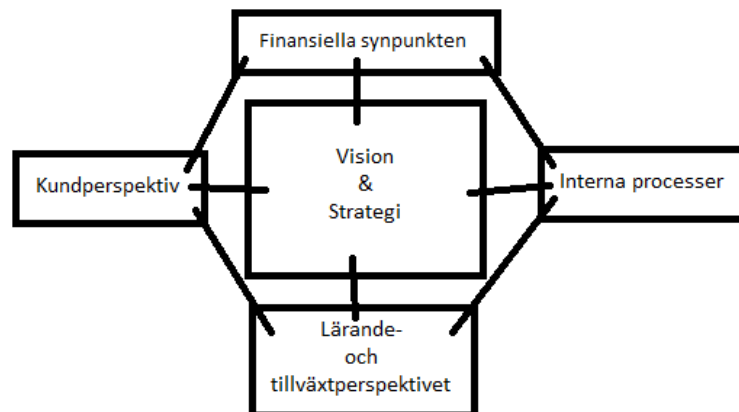 Finansiella synpunkten
Vision
&
Strategi
Kundperspektiv
Interna processer
Lärande-
och
tillväxtperspektivet